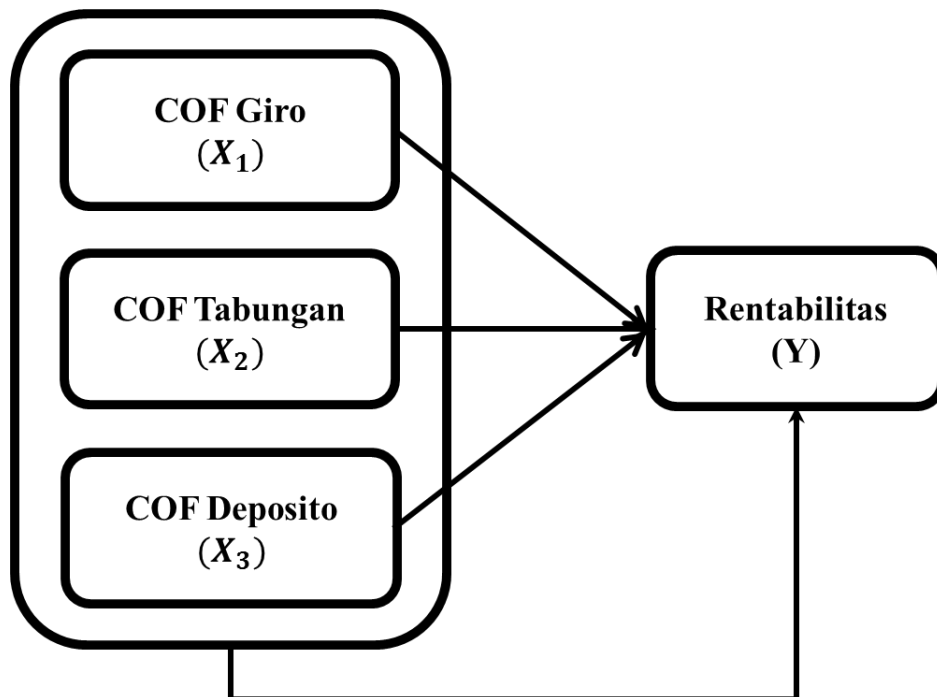 COF Giro
(X₁)
COF Tabungan
(X₂)
COF Deposito
(X₃)
Rentabilitas
(Y)